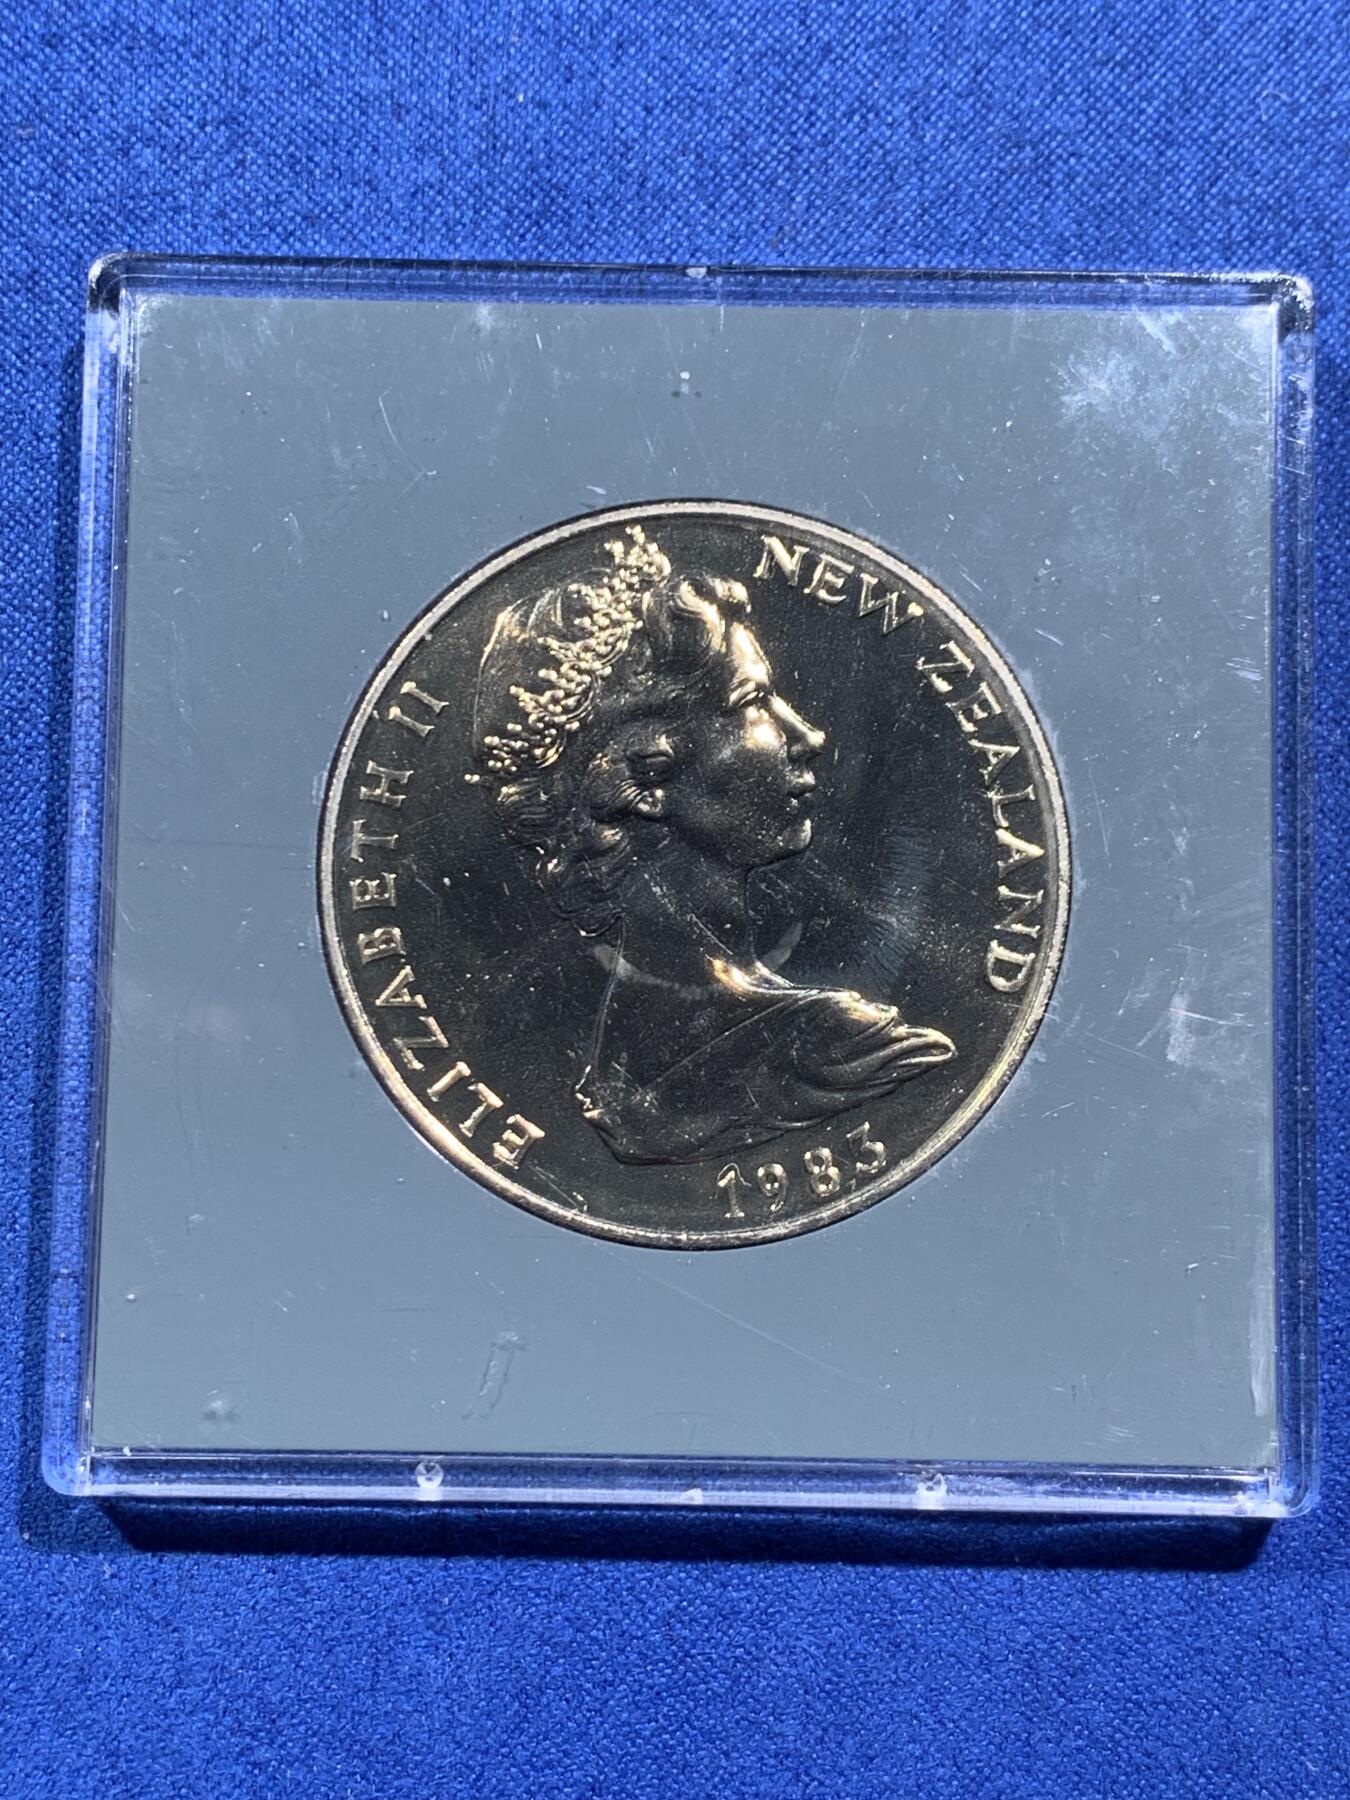 ELIZABETH II
NEW ZEALAND
1983